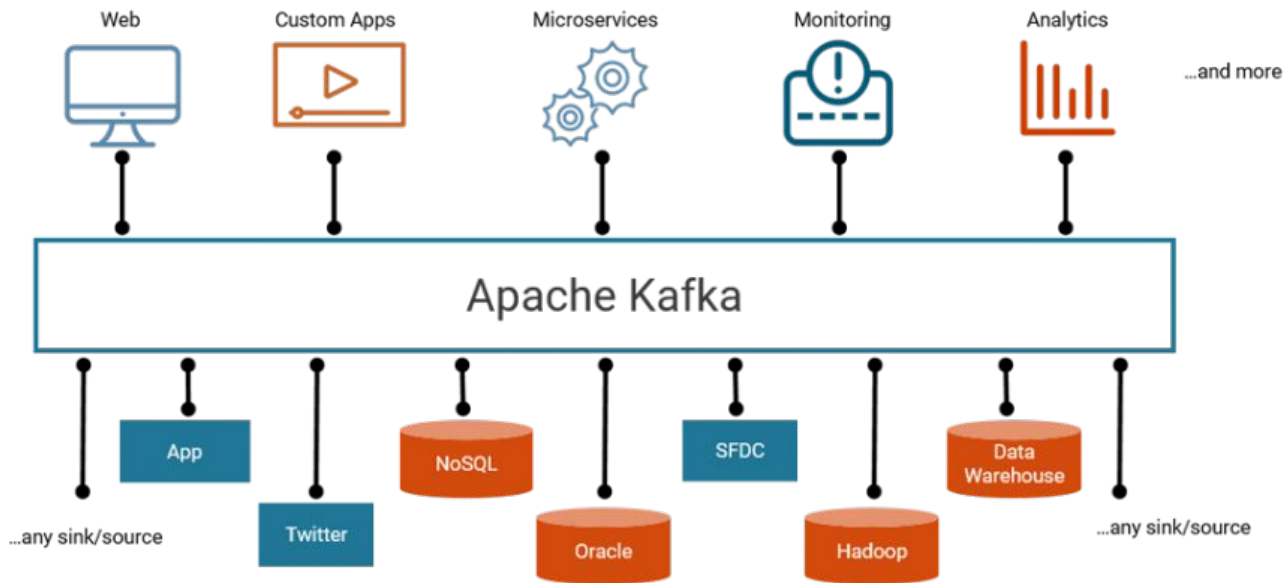 Web
Custom Apps
Microservices
Monitoring
Analytics
...and more
Apache Kafka
App
NoSQL
SFDC
Data
Warehouse
...any sink/source
Twitter
Oracle
Hadoop
...any sink/source